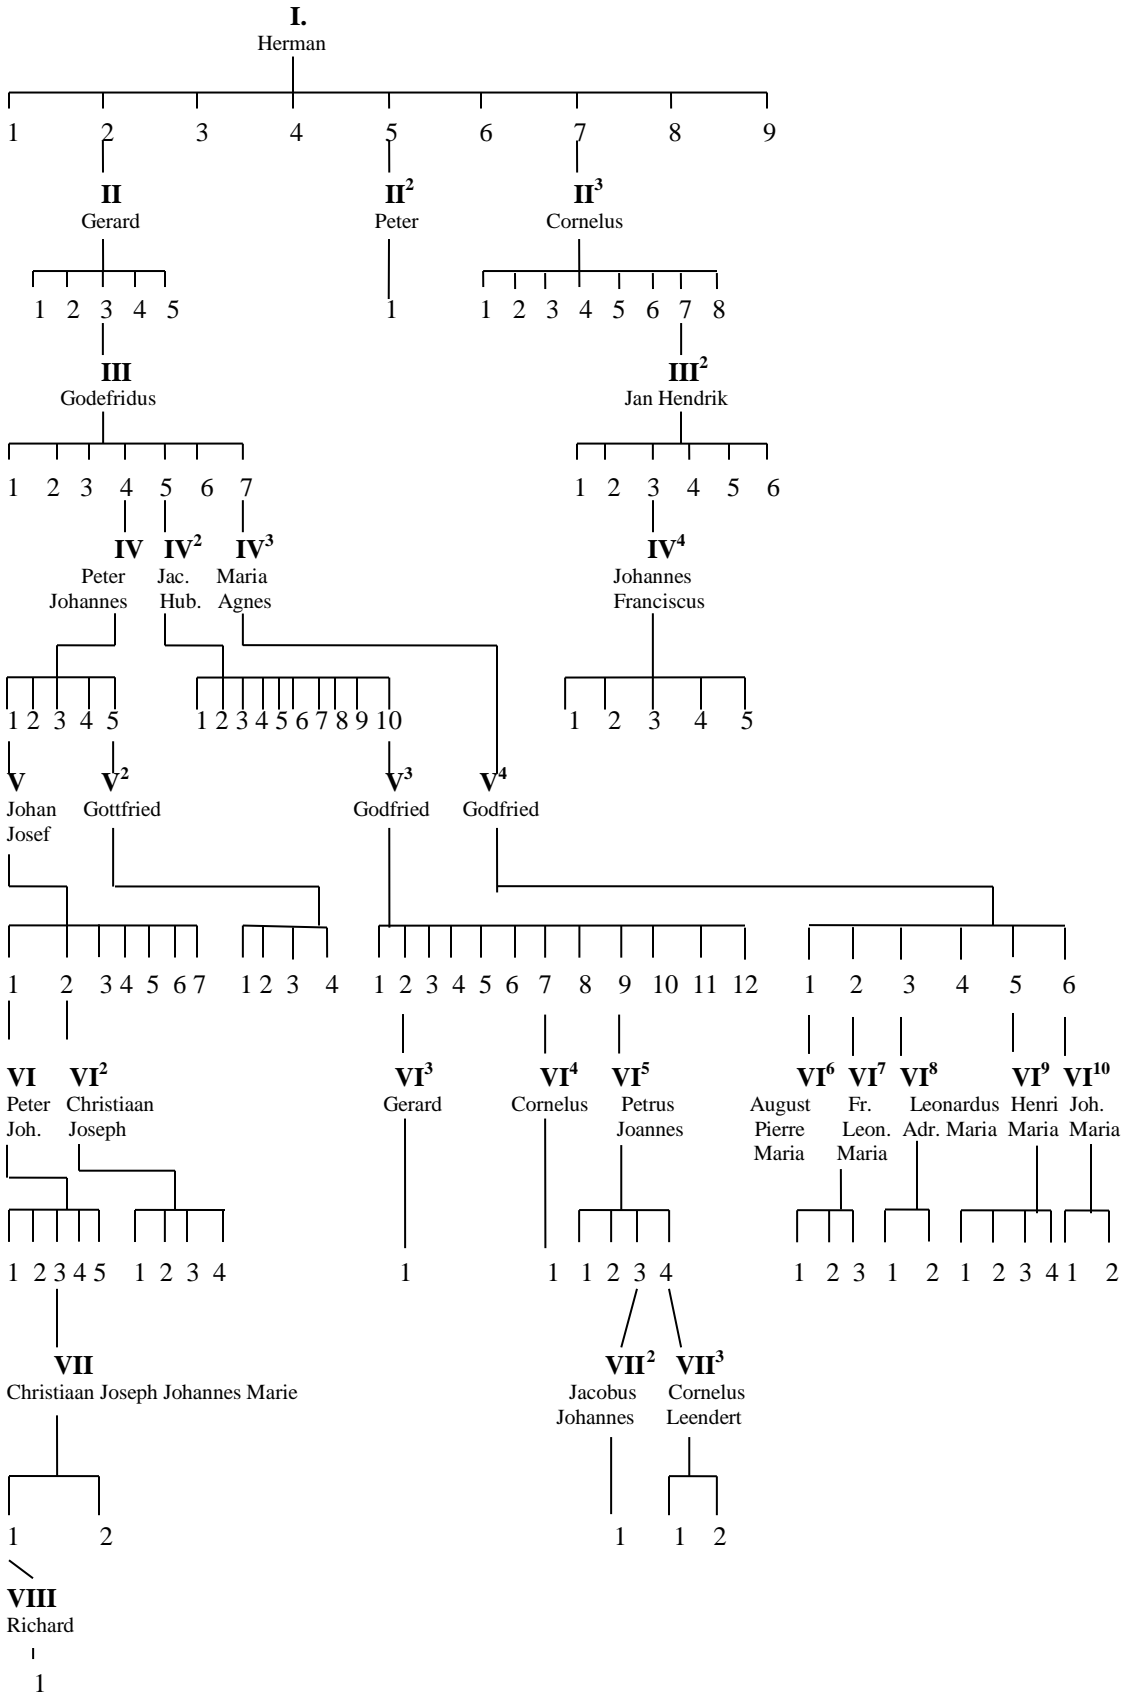 I.
Herman
1 2 3 4 5 6 7 8 9
II II² II³
Gerard Peter Cornelus
1 2 3 4 5 1 1 2 3 4 5 6 7 8
III III²
Godefridus Jan Hendrik
1 2 3 4 5 6 7 1 2 3 4 5 6
IV IV² IV³ IV⁴
Peter Jac. Maria Johannes
Johannes Hub. Agnes Franciscus
1 2 3 4 5 1 2 3 4 5 6 7 8 9 10 1 2 3 4 5
V V² V³ V⁴
Johan Gottfried Godfried Godfried
Josef
1 2 3 4 5 6 7 1 2 3 4 1 2 3 4 5 6 7 8 9 10 11 12 1 2 3 4 5 6
VI VI² VI³ VI⁴ VI⁵ VI⁶ VI⁷ VI⁸ VI⁹ VI¹⁰
Peter Christiaan Gerard Cornelus Petrus August Fr. Leonardus Henri Joh.
Joh. Joseph Joannes Pierre Leon. Adr. Maria Maria Maria
Maria Maria
1 2 3 4 5 1 2 3 4 1 1 1 2 3 4 1 2 3 1 2 1 2 3 4 1 2
VII VII² VII³
Christiaan Joseph Johannes Marie Jacobus Cornelus
Johannes Leendert
1 2 1 1 2
VIII
Richard
1